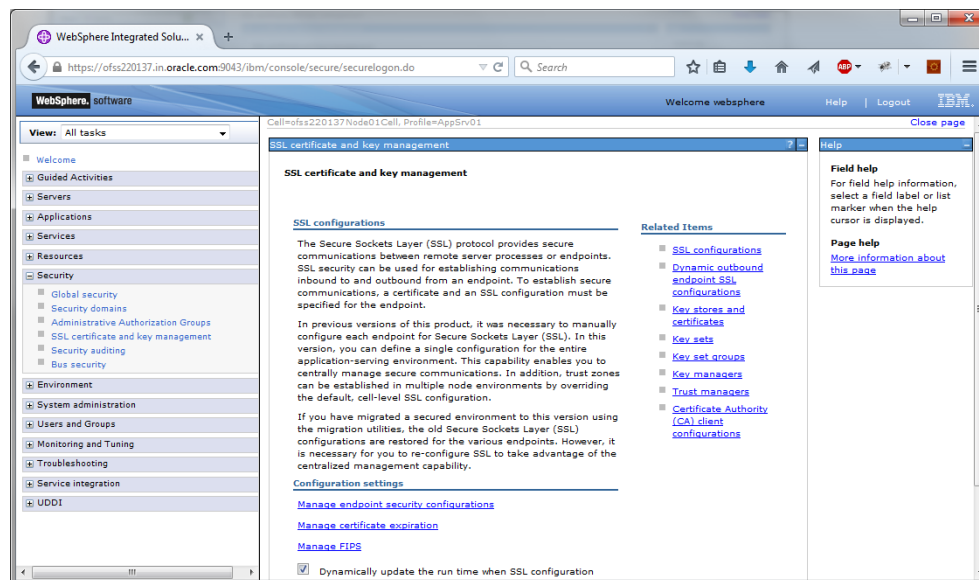 WebSphere Integrated Solu...
https://ofss220137.in.oracle.com:9043/ibm/console/secure/securelogon.do
Search
ABP
WebSphere. software
Welcome websphere
Help
Logout
IBM.
Cell=ofss220137Node01Cell, Profile=AppSrv01
Close page
View: All tasks
Welcome
Guided Activities
Servers
Applications
Services
Resources
Security
Global security
Security domains
Administrative Authorization Groups
SSL certificate and key management
Security auditing
Bus security
Environment
System administration
Users and Groups
Monitoring and Tuning
Troubleshooting
Service integration
UDDI
SSL certificate and key management
SSL certificate and key management
SSL configurations
The Secure Sockets Layer (SSL) protocol provides secure
communications between remote server processes or endpoints.
SSL security can be used for establishing communications
inbound to and outbound from an endpoint. To establish secure
communications, a certificate and an SSL configuration must be
specified for the endpoint.
In previous versions of this product, it was necessary to manually
configure each endpoint for Secure Sockets Layer (SSL). In this
version, you can define a single configuration for the entire
application-serving environment. This capability enables you to
centrally manage secure communications. In addition, trust zones
can be established in multiple node environments by overriding
the default, cell-level SSL configuration.
If you have migrated a secured environment to this version using
the migration utilities, the old Secure Sockets Layer (SSL)
configurations are restored for the various endpoints. However, it
is necessary for you to re-configure SSL to take advantage of the
centralized management capability.
Configuration settings
Manage endpoint security configurations
Manage certificate expiration
Manage FIPS
Dynamically update the run time when SSL configuration
Related Items
SSL configurations
Dynamic outbound
endpoint SSL
configurations
Key stores and
certificates
Key sets
Key set groups
Key managers
Trust managers
Certificate Authority
(CA) client
configurations
Help
Field help
For field help information,
select a field label or list
marker when the help
cursor is displayed.
Page help
More information about
this page